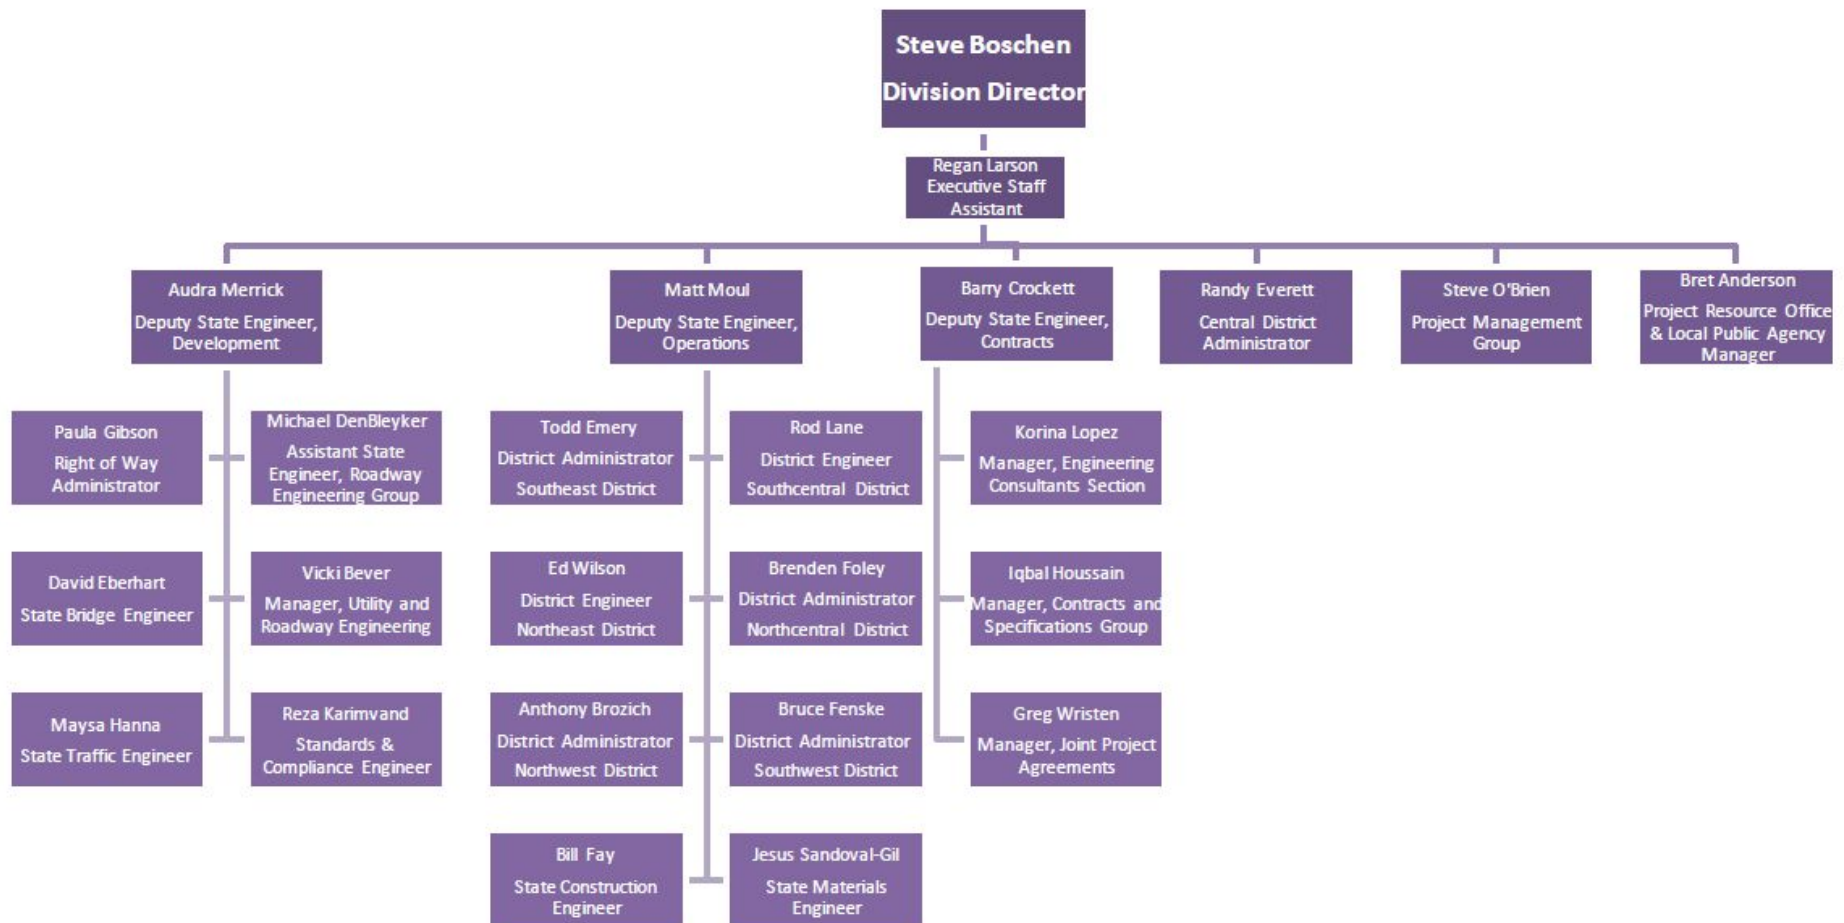 Steve Boschen
Division Director
Regan Larson
Executive Staff
Assistant
Audra Merrick
Deputy State Engineer,
Development
Matt Moul
Deputy State Engineer,
Operations
Barry Crockett
Deputy State Engineer,
Contracts
Randy Everett
Central District
Administrator
Steve O'Brien
Project Management
Group
Bret Anderson
Project Resource Office
& Local Public Agency
Manager
Paula Gibson
Right of Way
Administrator
Michael DenBleyker
Assistant State
Engineer, Roadway
Engineering Group
David Eberhart
State Bridge Engineer
Vicki Bever
Manager, Utility and
Roadway Engineering
Maysa Hanna
State Traffic Engineer
Reza Karimvand
Standards &
Compliance Engineer
Todd Emery
District Administrator
Southeast District
Rod Lane
District Engineer
Southcentral District
Ed Wilson
District Engineer
Northeast District
Brenden Foley
District Administrator
Northcentral District
Anthony Brozich
District Administrator
Northwest District
Bruce Fenske
District Administrator
Southwest District
Bill Fay
State Construction
Engineer
Jesus Sandoval-Gil
State Materials
Engineer
Korina Lopez
Manager, Engineering
Consultants Section
Iqbal Houssain
Manager, Contracts and
Specifications Group
Greg Wristen
Manager, Joint Project
Agreements